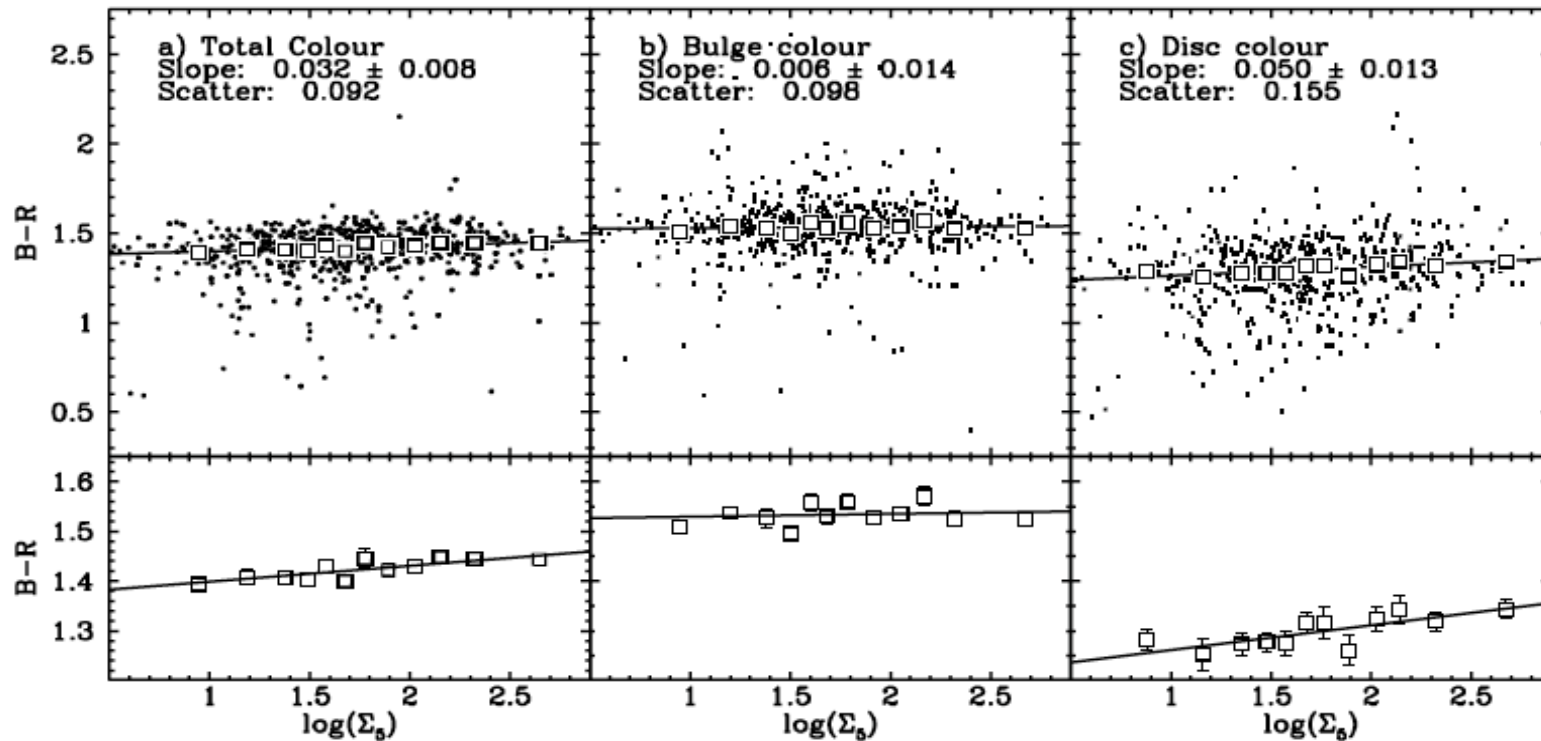 a) Total Colour
Slope: 0.032 ± 0.008
Scatter: 0.092
b) Bulge colour
Slope: 0.006 ± 0.014
Scatter: 0.098
c) Disc colour
Slope: 0.050 ± 0.013
Scatter: 0.155
2.5
2
1.5
1
0.5
B-R
1.6
1.5
1.4
1.3
B-R
1 1.5 2 2.5
1 1.5 2 2.5
1 1.5 2 2.5
log(Σ₅)
log(Σ₅)
log(Σ₅)